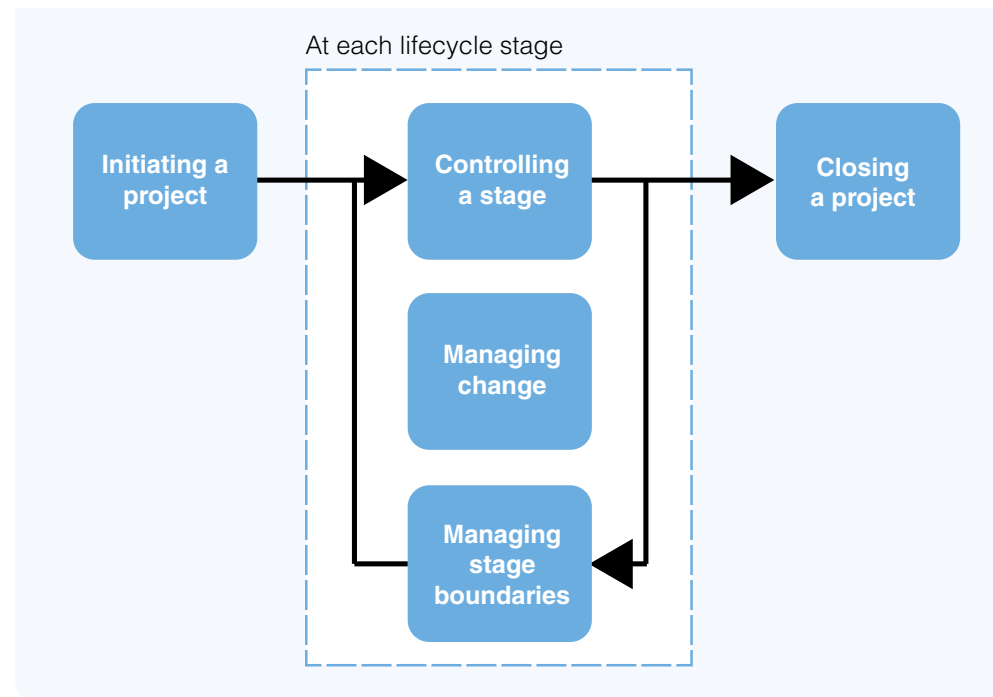 At each lifecycle stage
Initiating a
project
Controlling
a stage
Closing
a project
Managing
change
Managing
stage
boundaries